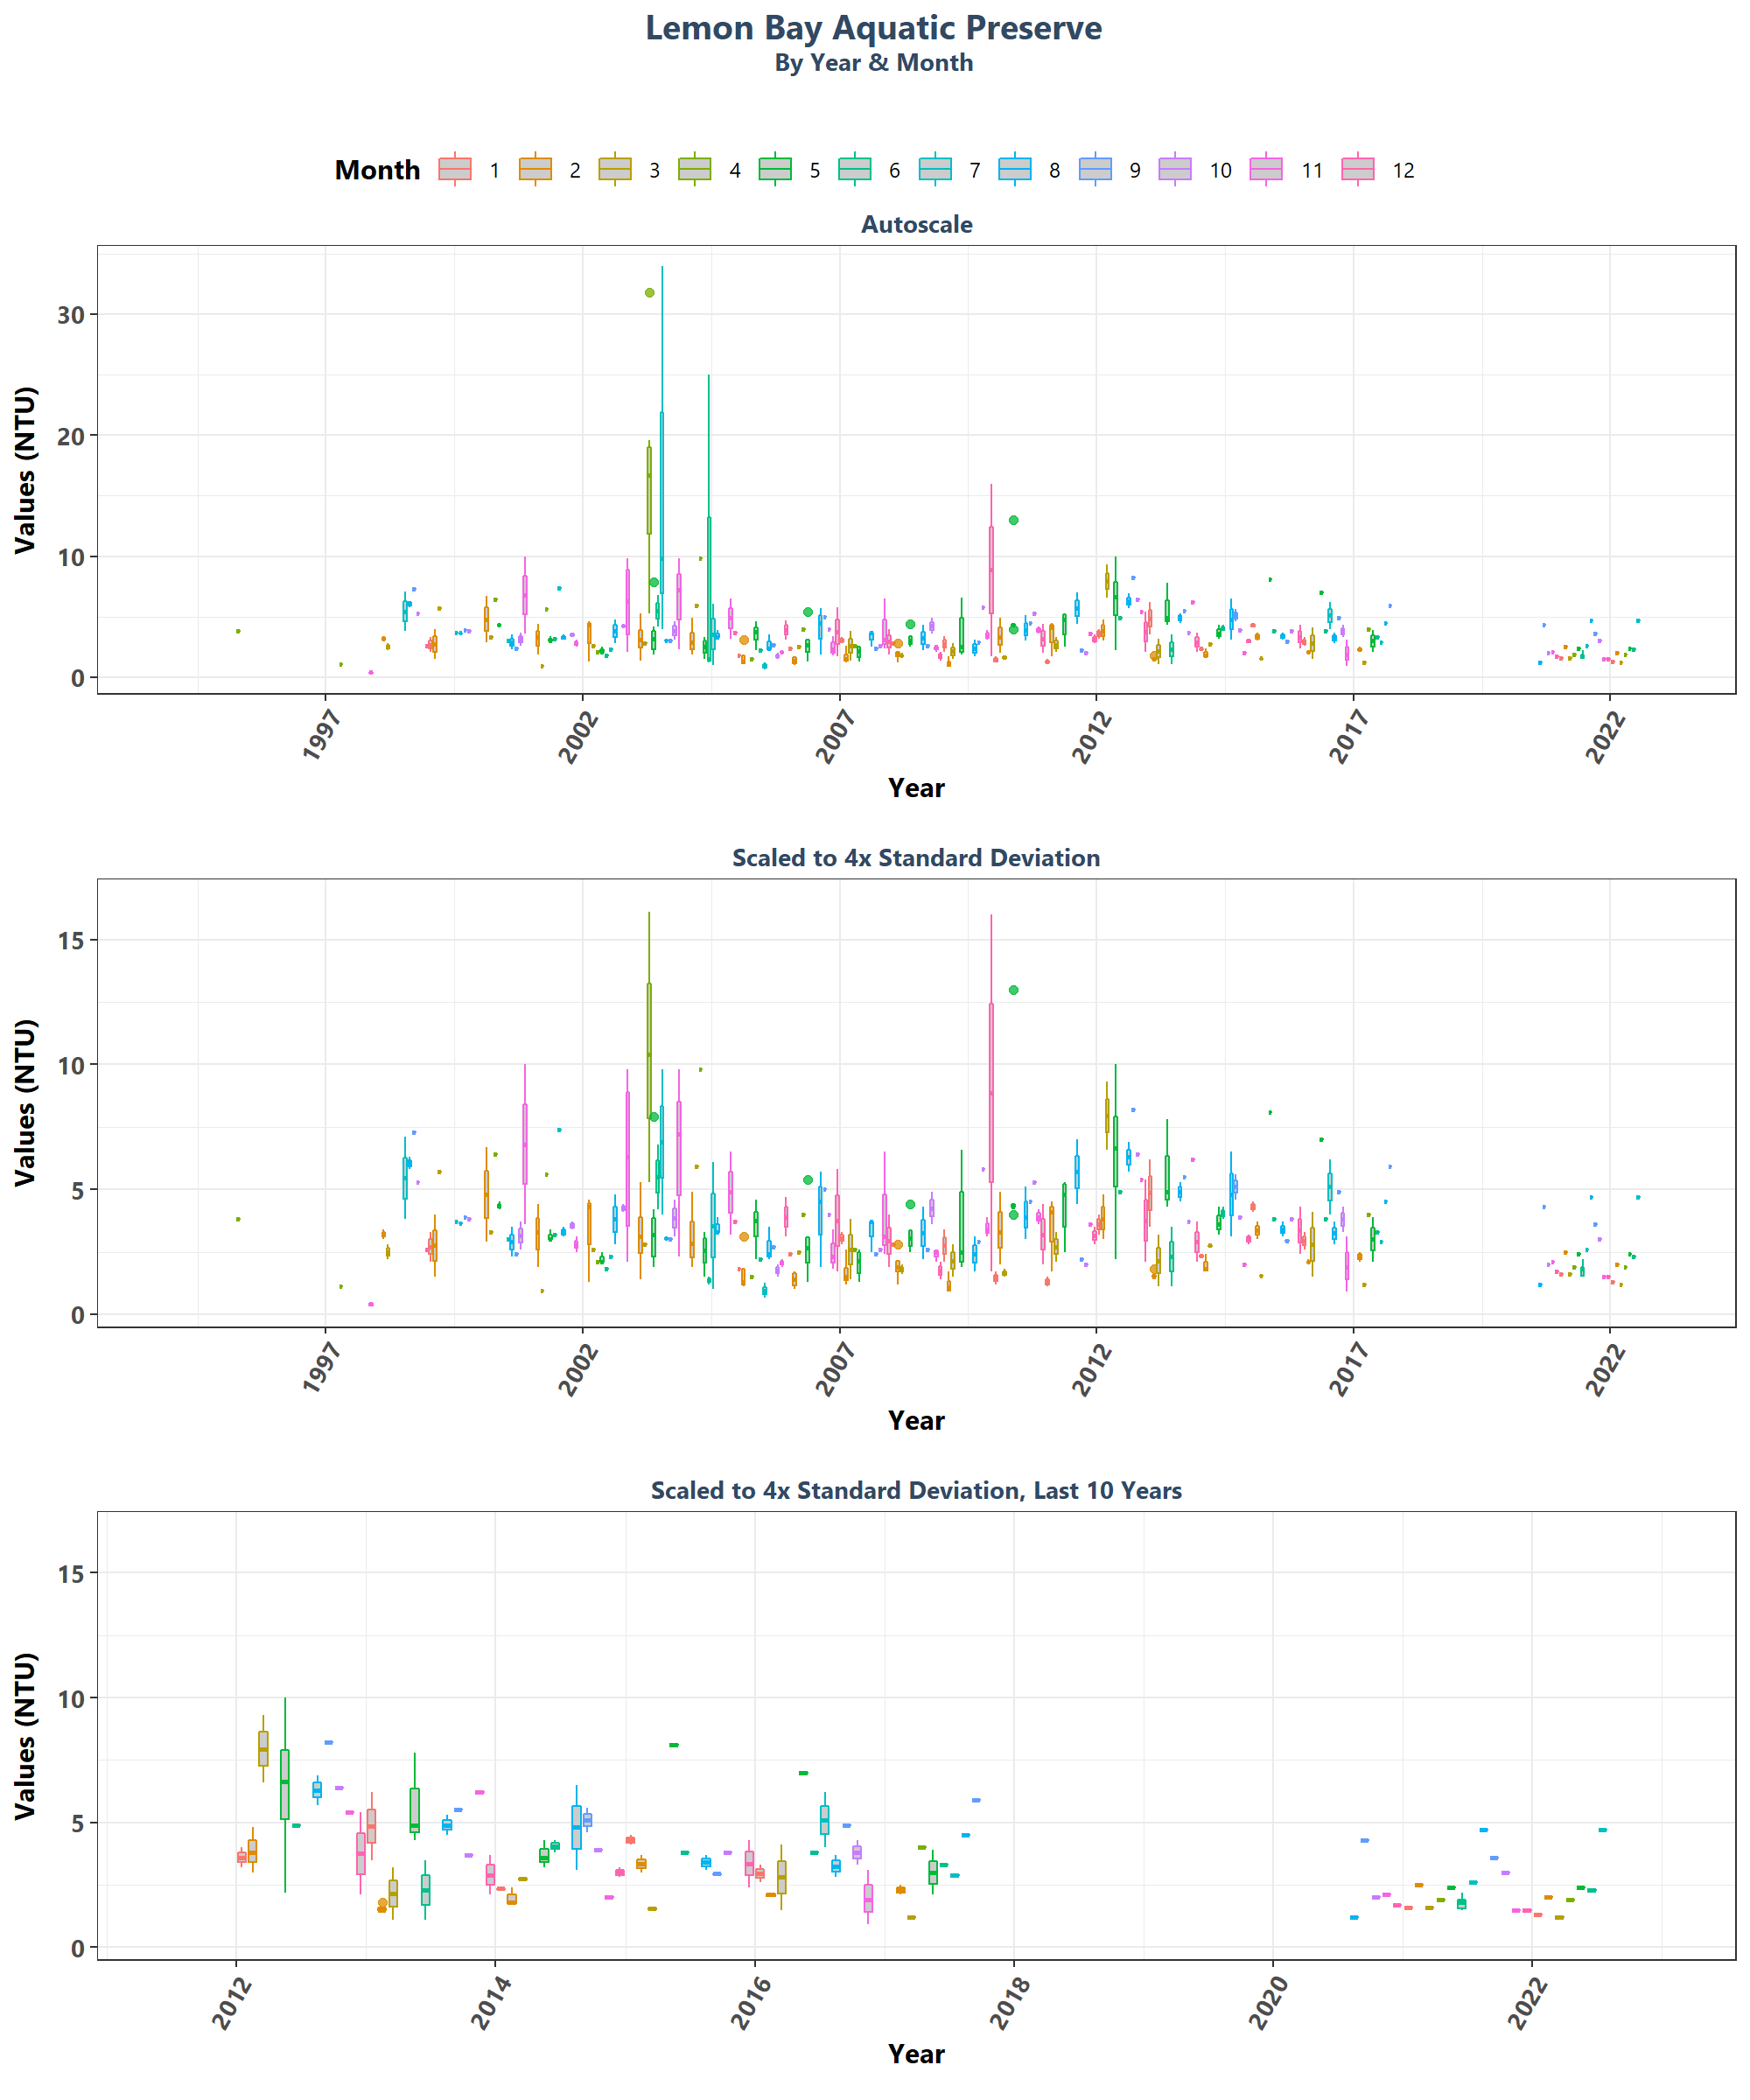 Lemon Bay Aquatic Preserve
By Year & Month
Month 1 2 3 4 5 6 7 8 9 10 11 12
Autoscale
Values (NTU)
30
20
10
0
1997 2002 2007 2012 2017 2022
Year
Scaled to 4x Standard Deviation
Values (NTU)
15
10
5
0
1997 2002 2007 2012 2017 2022
Year
Scaled to 4x Standard Deviation, Last 10 Years
Values (NTU)
15
10
5
0
2012 2014 2016 2018 2020 2022
Year